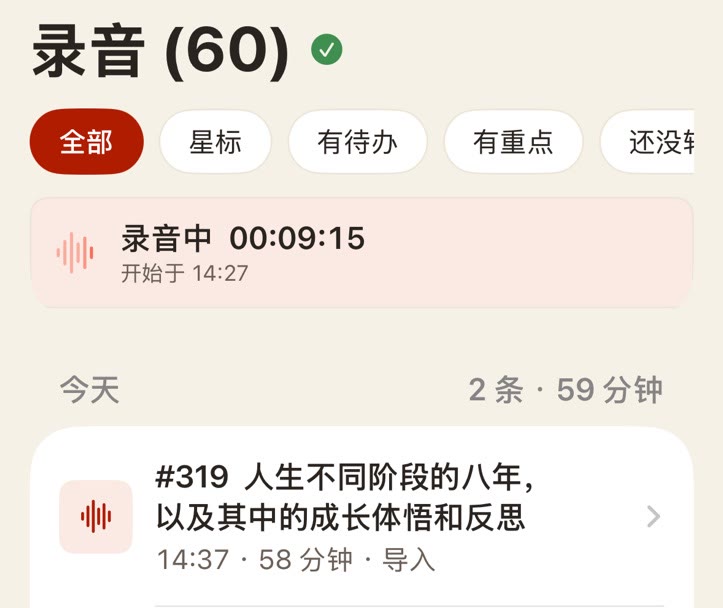 录音 (60)
全部 星标 有待办 有重点 还没
录音中 00:09:15
开始于 14:27
今天 2 条 · 59 分钟
#319 人生不同阶段的八年，
以及其中的成长体悟和反思
14:37 · 58 分钟 · 导入